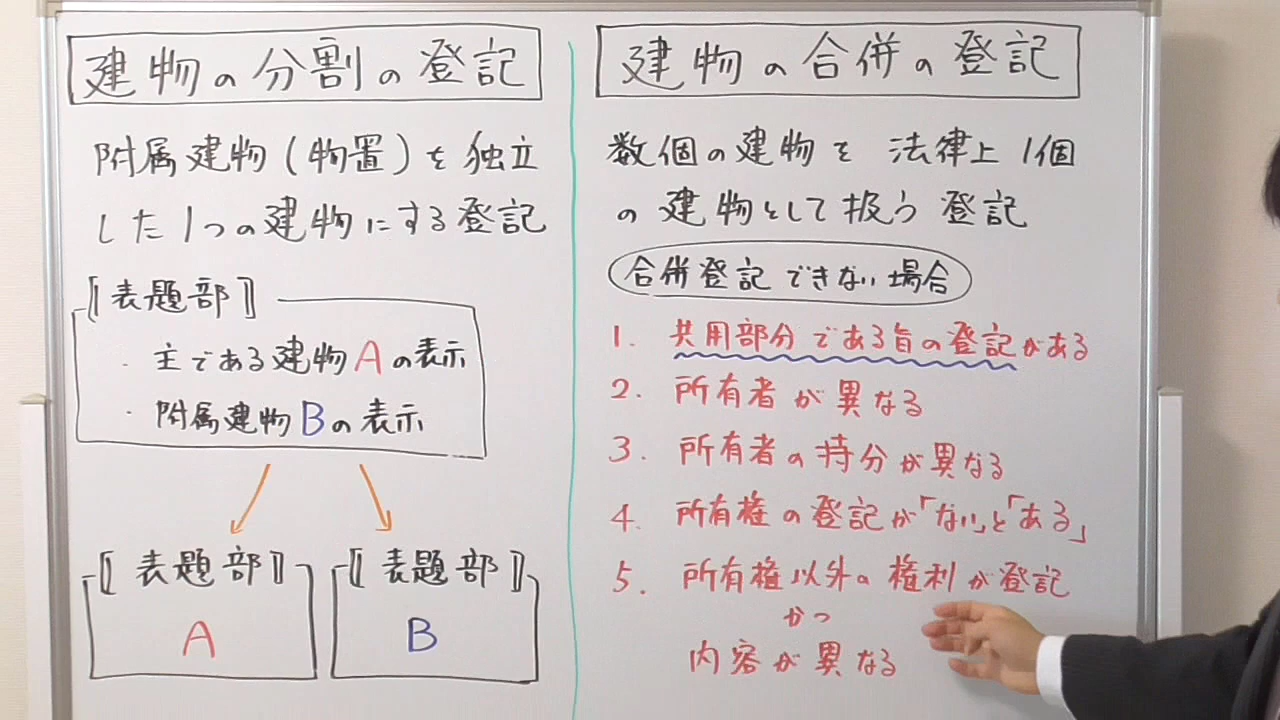 建物の分割の登記
附属建物(物置)を独立
した1つの建物にする登記
〚表題部〛
・主である建物Aの表示
・附属建物Bの表示
〚表題部〛
A
〚表題部〛
B
建物の合併の登記
数個の建物を法律上1個
の建物として扱う登記
合併登記できない場合
1. 共用部分である旨の登記がある
2. 所有者が異なる
3. 所有者の持分が異なる
4. 所有権の登記が「ない」と「ある」
5. 所有権以外の権利が登記
かつ
内容が異なる